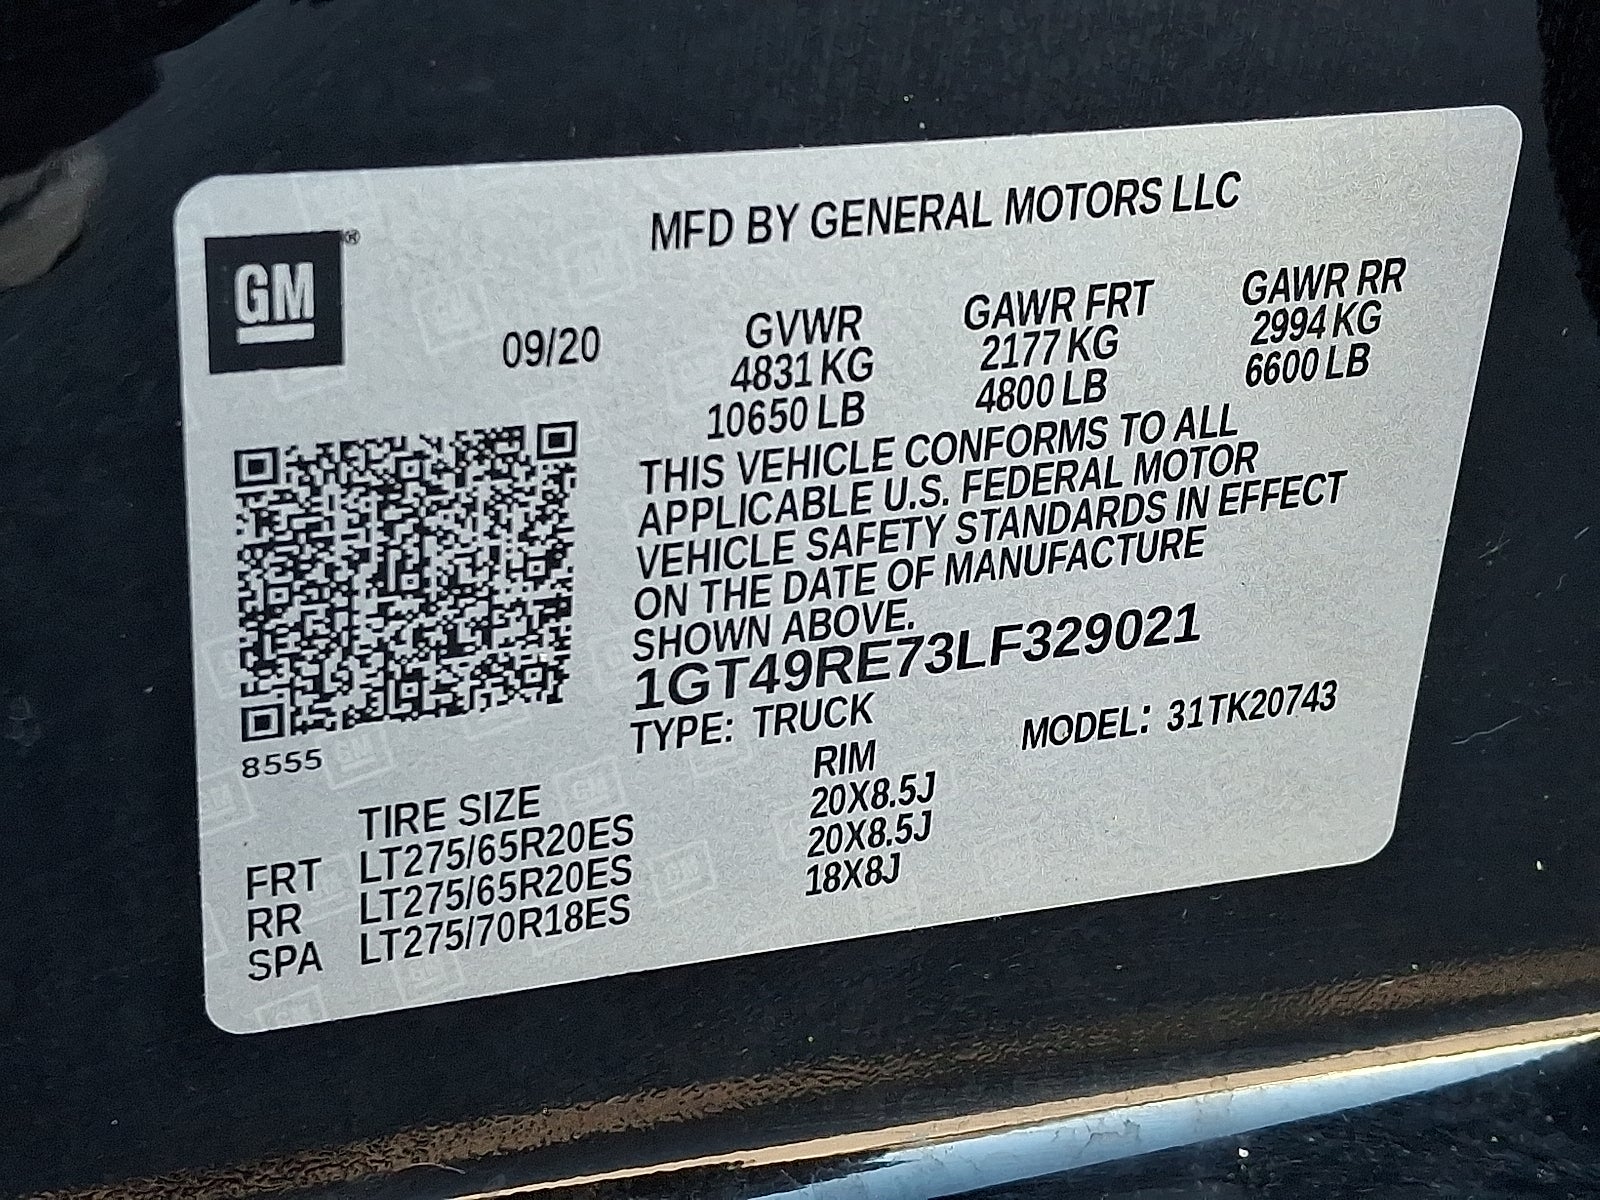 GM®
MFD BY GENERAL MOTORS LLC
09/20
GVWR GAWR FRT GAWR RR
4831 KG 2177 KG 2994 KG
10650 LB 4800 LB 6600 LB
THIS VEHICLE CONFORMS TO ALL
APPLICABLE U.S. FEDERAL MOTOR
VEHICLE SAFETY STANDARDS IN EFFECT
ON THE DATE OF MANUFACTURE
SHOWN ABOVE.
1GT49RE73LF329021
TYPE: TRUCK MODEL: 31TK20743
8555
TIRE SIZE RIM
FRT LT275/65R20ES 20X8.5J
RR LT275/65R20ES 20X8.5J
SPA LT275/70R18ES 18X8J